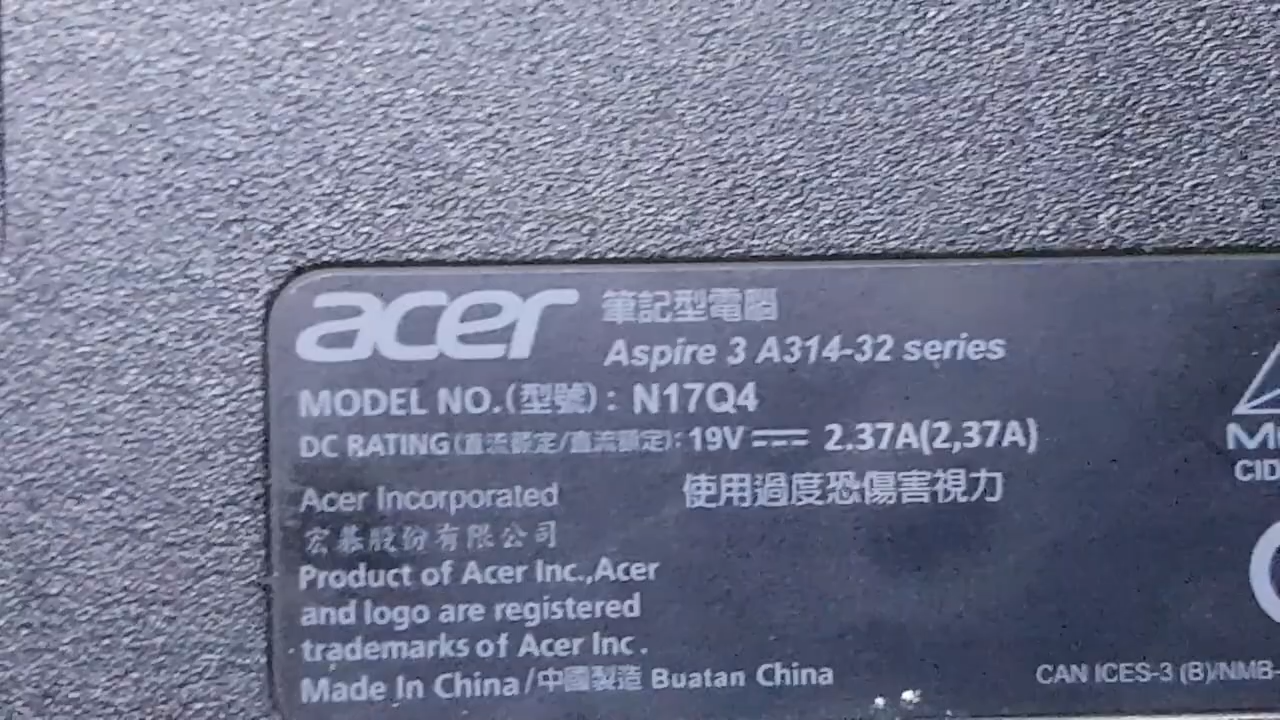 acer 筆記型電腦
Aspire 3 A314-32 series
MODEL NO.(型號) : N17Q4
DC RATING(直流額定/直流額定): 19V 2.37A(2,37A)
Acer Incorporated 使用過度恐傷害視力
宏碁股份有限公司
Product of Acer Inc.,Acer
and logo are registered
trademarks of Acer Inc .
Made In China/中國製造 Buatan China
CID
CAN ICES-3 (B)/NMB-